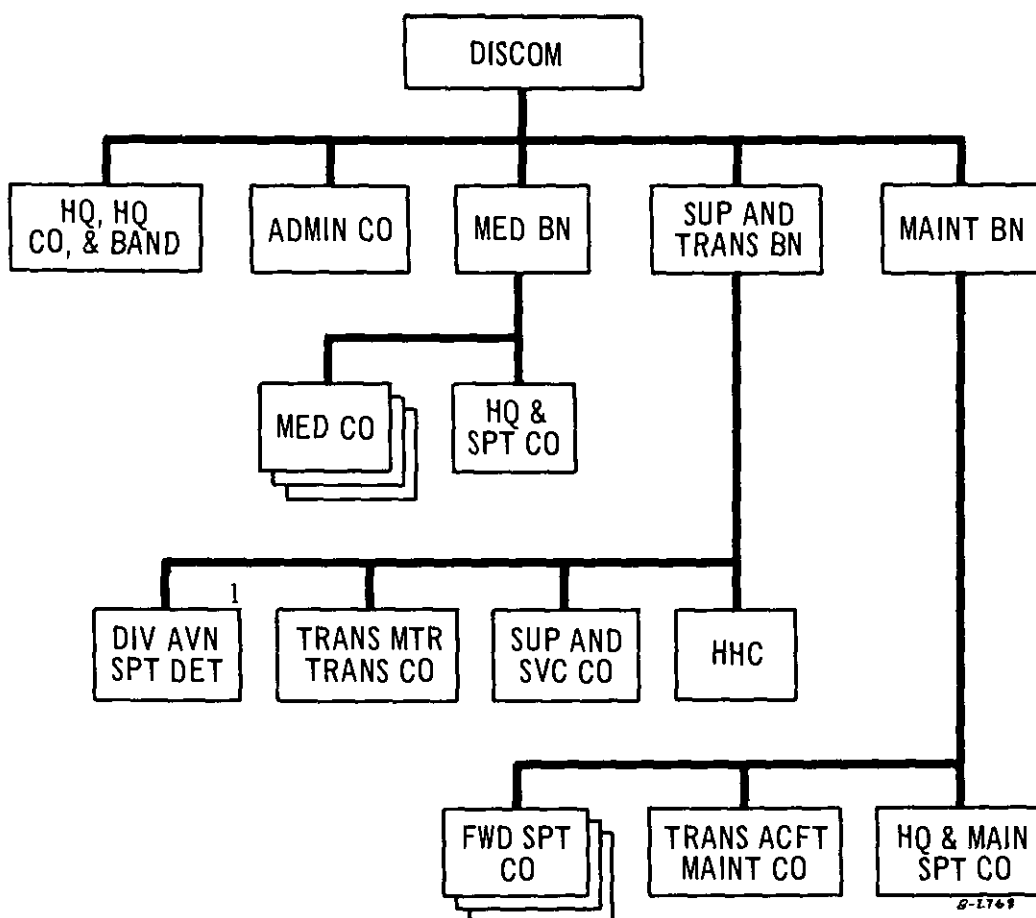 DISCOM
HQ, HQ
CO, & BAND
ADMIN CO
MED BN
SUP AND
TRANS BN
MAINT BN
MED CO
HQ &
SPT CO
1
DIV AVN
SPT DET
TRANS MTR
TRANS CO
SUP AND
SVC CO
HHC
FWD SPT
CO
TRANS ACFT
MAINT CO
HQ & MAIN
SPT CO